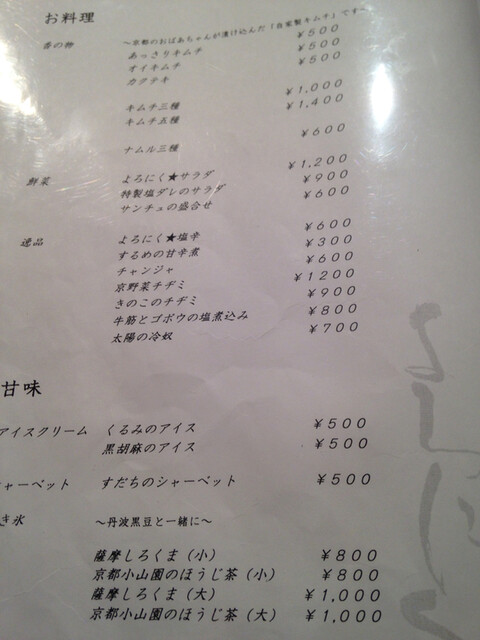 お料理
香の物 ～京都のおばあちゃんが漬け込んだ「自家製キムチ」です～
あっさりキムチ ￥500
オイキムチ ￥500
カクテキ ￥500
キムチ三種 ￥1,000
キムチ五種 ￥1,400
ナムル三種 ￥600
鮮菜 よろにく★サラダ ￥1,200
特製塩ダレのサラダ ￥900
サンチュの盛合せ ￥600
逸品 よろにく★塩辛 ￥600
するめの甘辛煮 ￥300
チャンジャ ￥600
京野菜チヂミ ￥1200
きのこのチヂミ ￥900
牛筋とゴボウの塩煮込み ￥800
太陽の冷奴 ￥700
甘味
アイスクリーム くるみのアイス ￥500
黒胡麻のアイス ￥500
ャーベット すだちのシャーベット ￥500
き氷 ～丹波黒豆と一緒に～
薩摩しろくま（小） ￥800
京都小山園のほうじ茶（小） ￥800
薩摩しろくま（大） ￥1,000
京都小山園のほうじ茶（大） ￥1,000